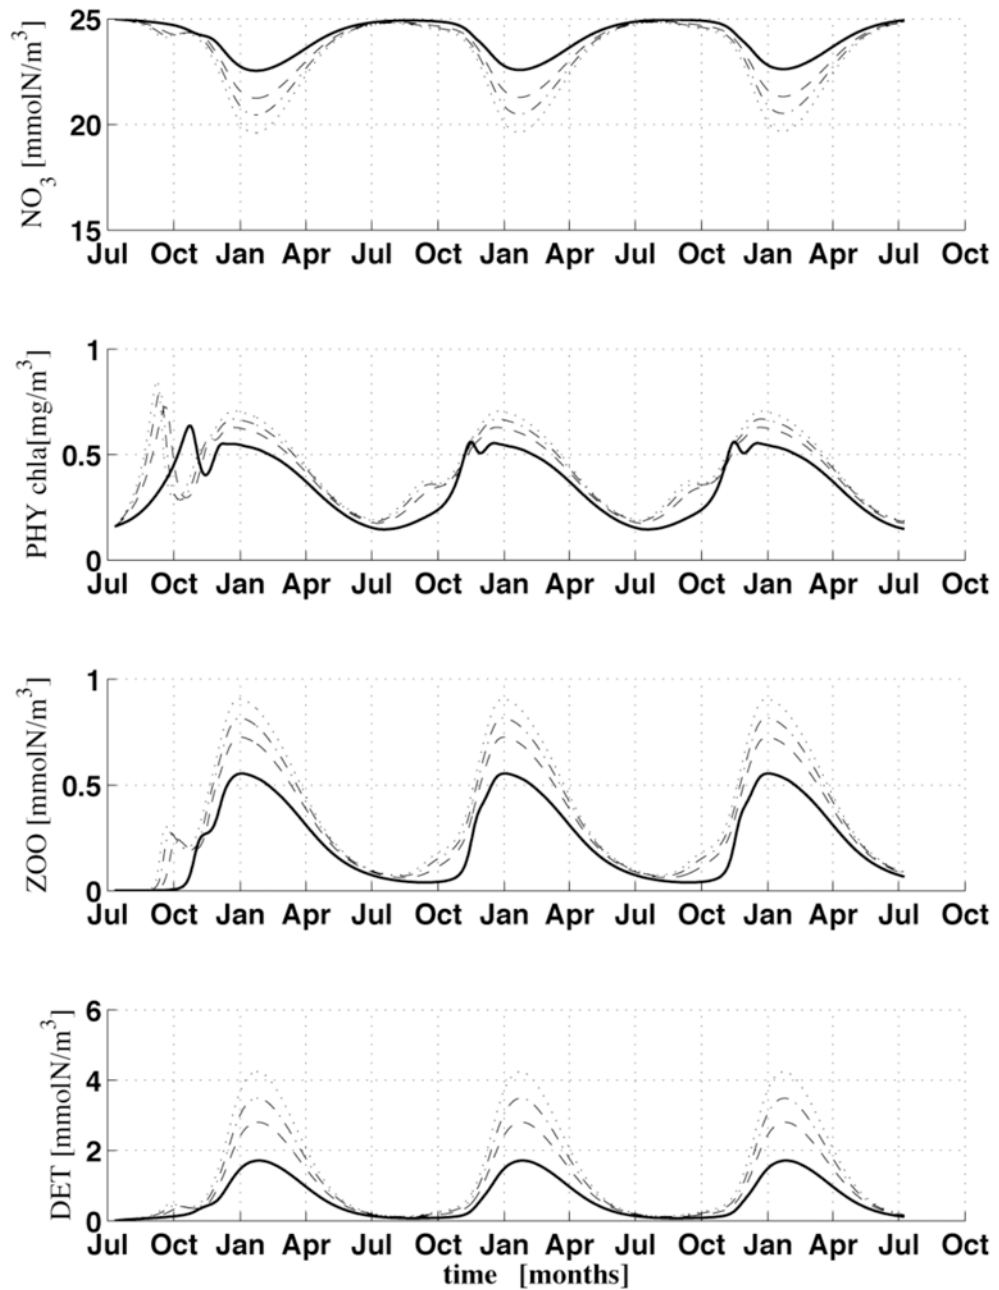 25
20
15
NO3 [mmolN/m3]
Jul Oct Jan Apr Jul Oct Jan Apr Jul Oct Jan Apr Jul Oct
1
0.5
0
PHY chla[mg/m3]
Jul Oct Jan Apr Jul Oct Jan Apr Jul Oct Jan Apr Jul Oct
1
0.5
0
ZOO [mmolN/m3]
Jul Oct Jan Apr Jul Oct Jan Apr Jul Oct Jan Apr Jul Oct
6
4
2
0
DET [mmolN/m3]
Jul Oct Jan Apr Jul Oct Jan Apr Jul Oct Jan Apr Jul Oct
time [months]